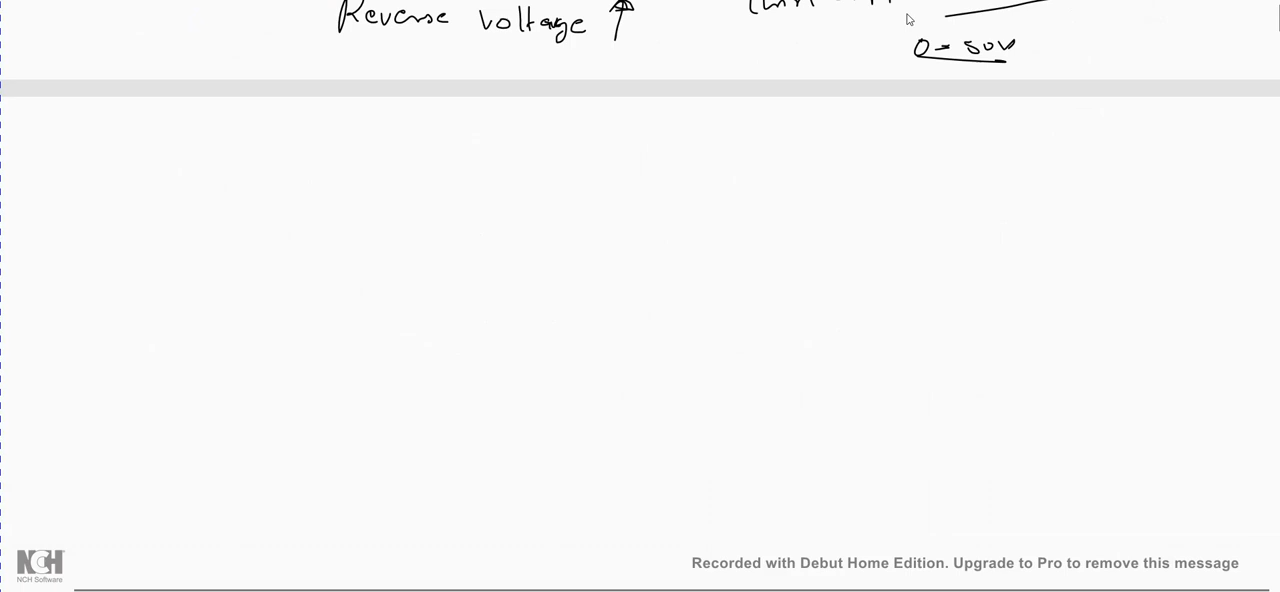 Reverse voltage ↑
0 - 50V
NCH
NCH Software
Recorded with Debut Home Edition. Upgrade to Pro to remove this message